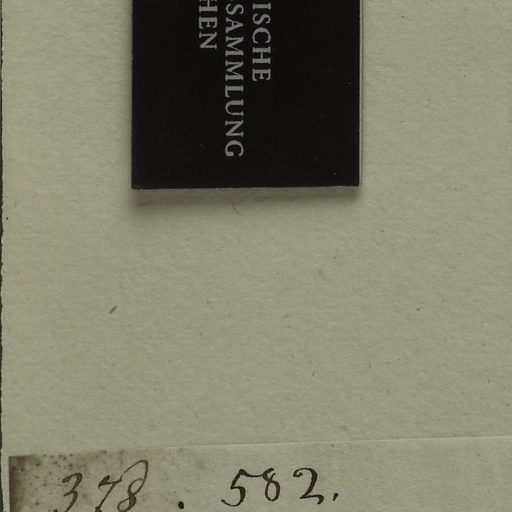 ISCHE
SAMMLUNG
HEN
378. 582.